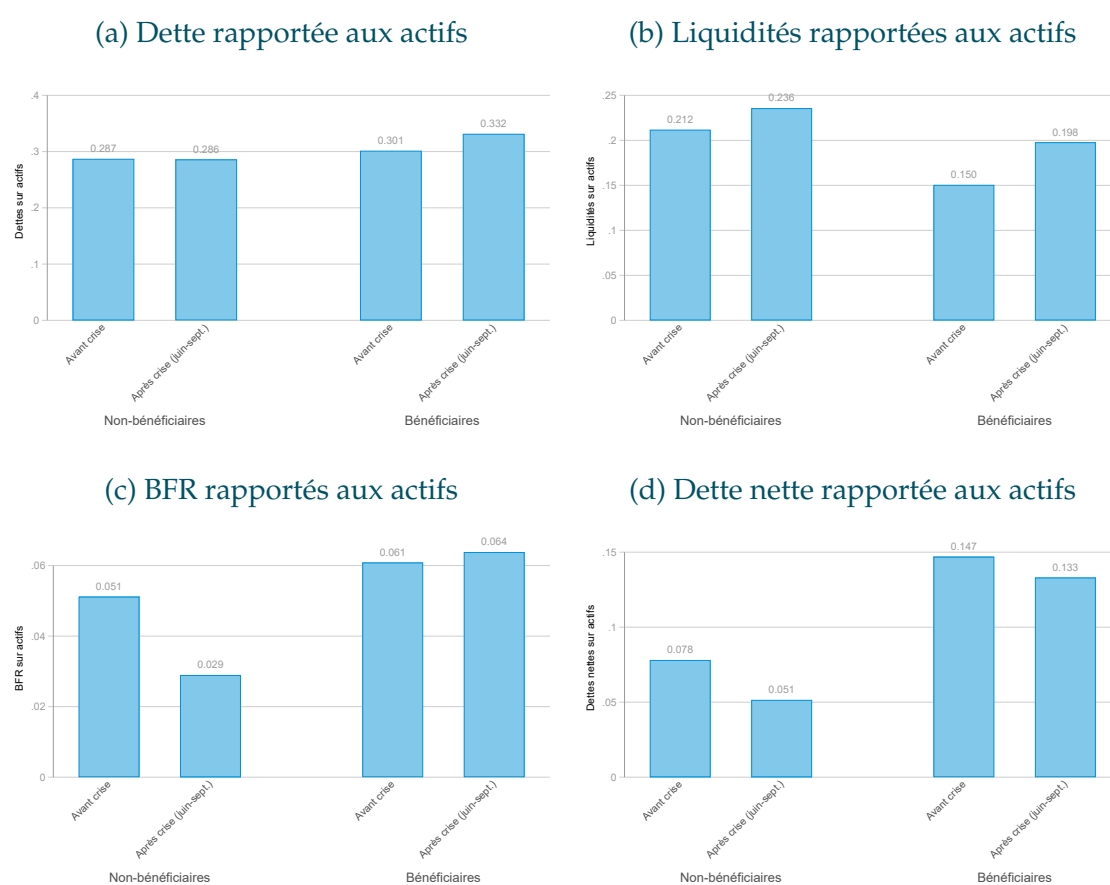 (a) Dette rapportée aux actifs
Dettes sur actifs
.4
.3
.2
.1
0
0.287
0.286
0.301
0.332
Avant crise
Après crise (juin-sept.)
Avant crise
Après crise (juin-sept.)
Non-bénéficiaires
Bénéficiaires
(b) Liquidités rapportées aux actifs
Liquidités sur actifs
.25
.2
.15
.1
.05
0
0.212
0.236
0.150
0.198
Avant crise
Après crise (juin-sept.)
Avant crise
Après crise (juin-sept.)
Non-bénéficiaires
Bénéficiaires
(c) BFR rapportés aux actifs
BFR sur actifs
.06
.04
.02
0
0.051
0.029
0.061
0.064
Avant crise
Après crise (juin-sept.)
Avant crise
Après crise (juin-sept.)
Non-bénéficiaires
Bénéficiaires
(d) Dette nette rapportée aux actifs
Dettes nettes sur actifs
.15
.1
.05
0
0.078
0.051
0.147
0.133
Avant crise
Après crise (juin-sept.)
Avant crise
Après crise (juin-sept.)
Non-bénéficiaires
Bénéficiaires